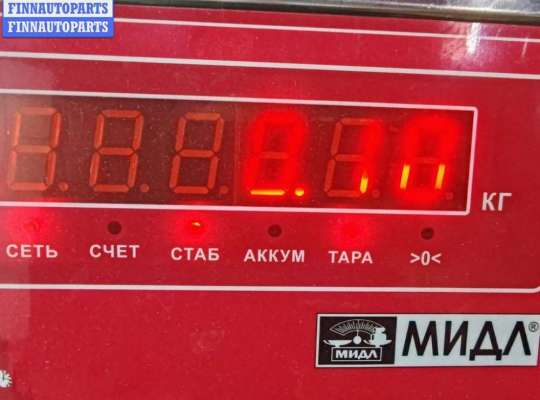 FINNAUTOPARTS
FINNAUTOPARTS
КГ
СЕТЬ СЧЕТ СТАБ АККУМ ТАРА >0<
МИДЛ МИДЛ®